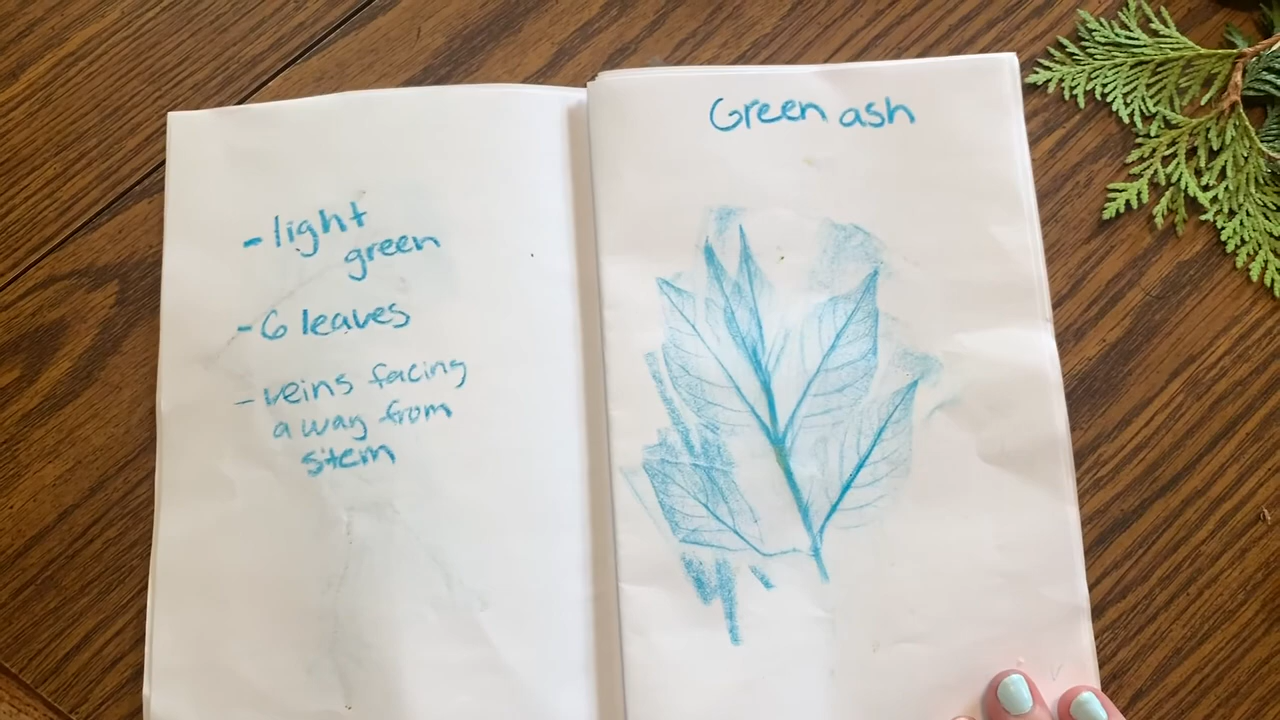 - light
green
- 6 leaves
- veins facing
away from
stem
Green ash